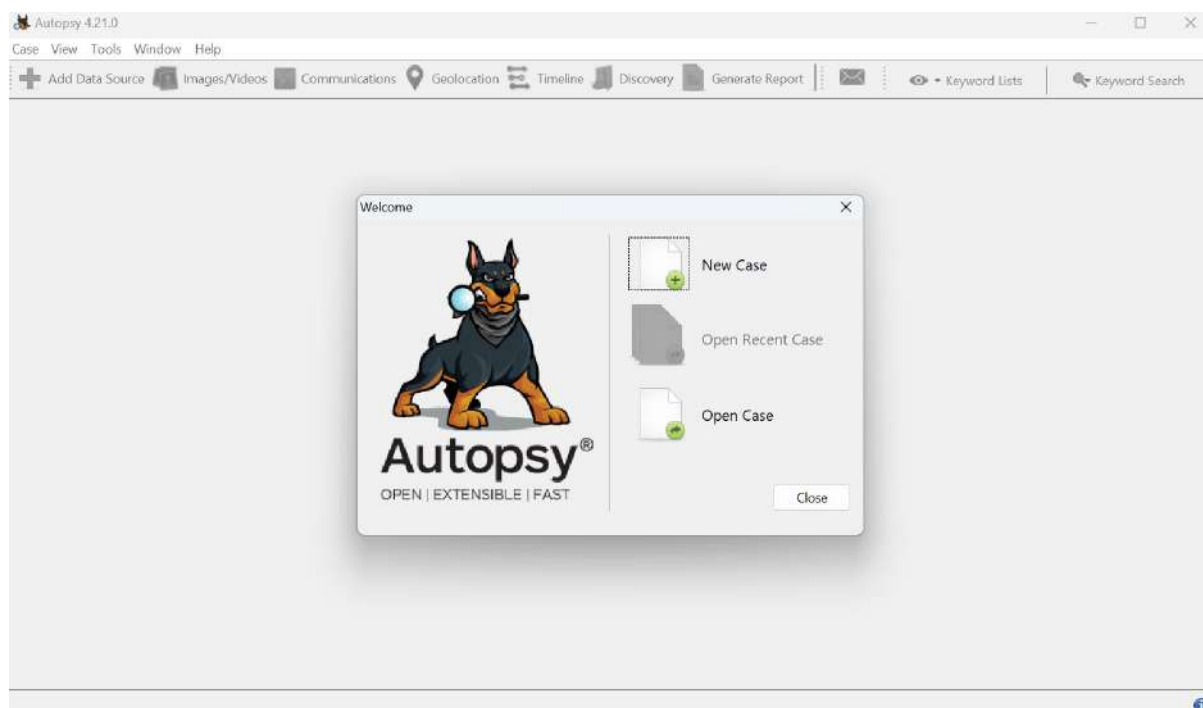 Autopsy 4.21.0
Case View Tools Window Help
Add Data Source Images/Videos Communications Geolocation Timeline Discovery Generate Report Keyword Lists Keyword Search
Welcome
New Case
Open Recent Case
Open Case
Autopsy®
OPEN | EXTENSIBLE | FAST
Close